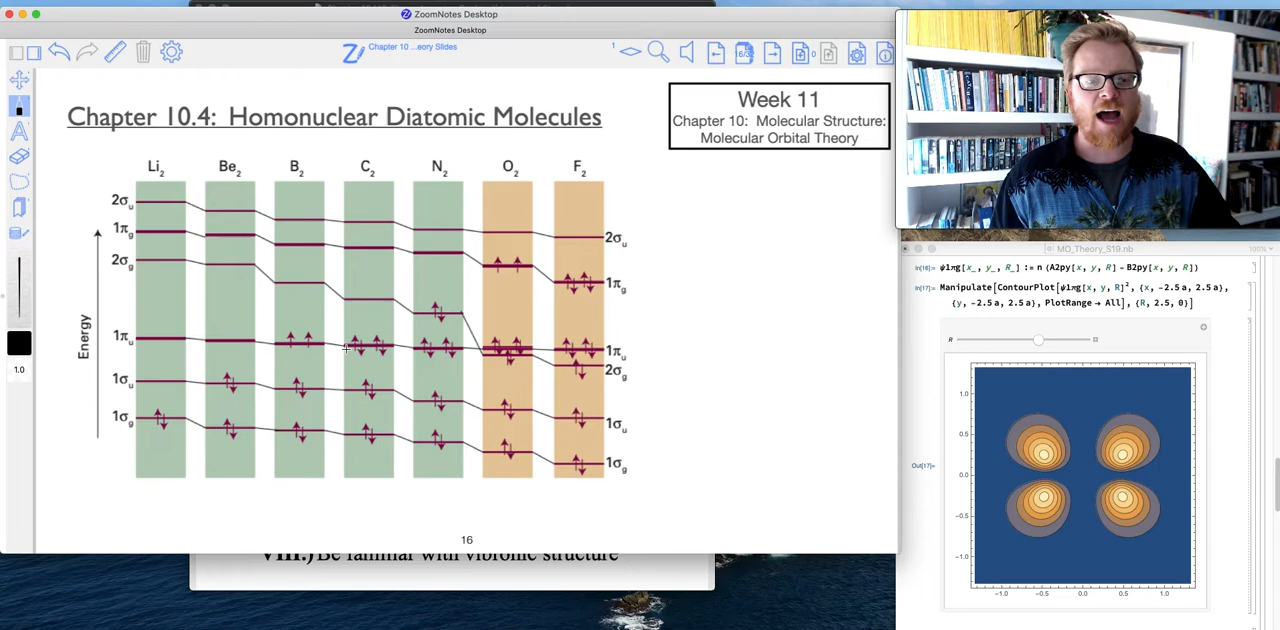 ZoomNotes Desktop
ZoomNotes Desktop
Chapter 10 ...eory Slides
1
0
1.0
Chapter 10.4: Homonuclear Diatomic Molecules
Week 11
Chapter 10: Molecular Structure:
Molecular Orbital Theory
Li2 Be2 B2 C2 N2 O2 F2
Energy
2σu
1πg
2σg
1πu
1σu
1σg
2σu
1πg
1πu
2σg
1σu
1σg
16
VIII.) Be familiar with vibronic structure
MO_Theory_S19.nb
100%
In[16]:= ψ1πg[x_, y_, R_] := n (A2py[x, y, R] - B2py[x, y, R])
In[17]:= Manipulate[ContourPlot[ψ1πg[x, y, R]², {x, -2.5 a, 2.5 a},
{y, -2.5 a, 2.5 a}, PlotRange → All], {R, 2.5, 0}]
R
Out[17]=
1.0
0.5
0.0
-0.5
-1.0
-1.0 -0.5 0.0 0.5 1.0